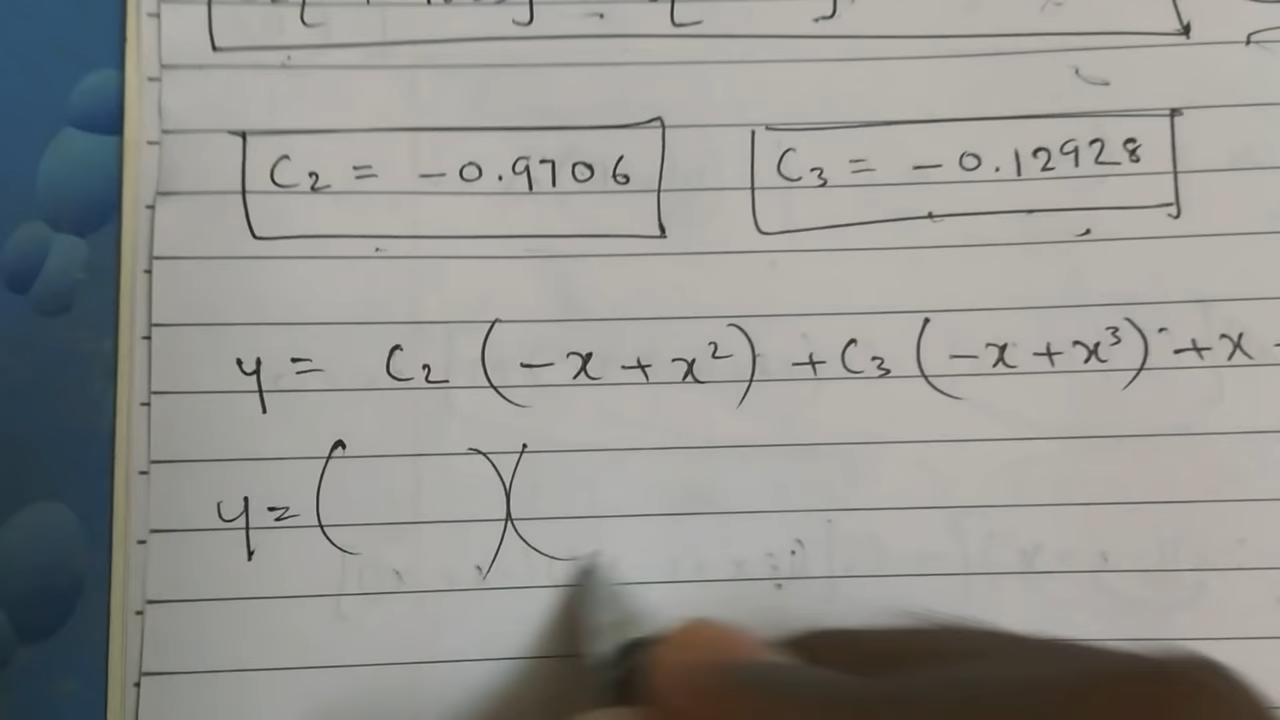 C₂ = -0.9706 C₃ = -0.12928
y = C₂ (-x + x²) + C₃ (-x + x³) + x -
y = ( ) (